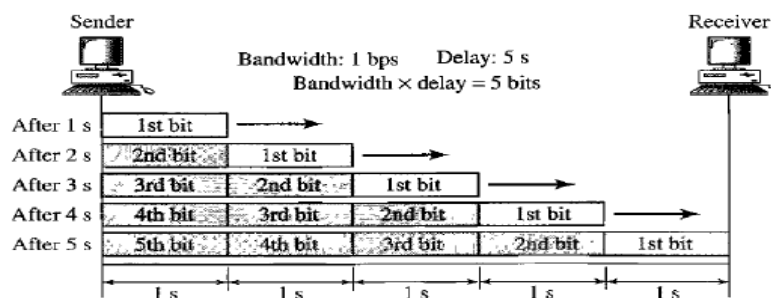 Sender Receiver
Bandwidth: 1 bps Delay: 5 s
Bandwidth × delay = 5 bits
After 1 s 1st bit
After 2 s 2nd bit 1st bit
After 3 s 3rd bit 2nd bit 1st bit
After 4 s 4th bit 3rd bit 2nd bit 1st bit
After 5 s 5th bit 4th bit 3rd bit 2nd bit 1st bit
1 s 1 s 1 s 1 s 1 s